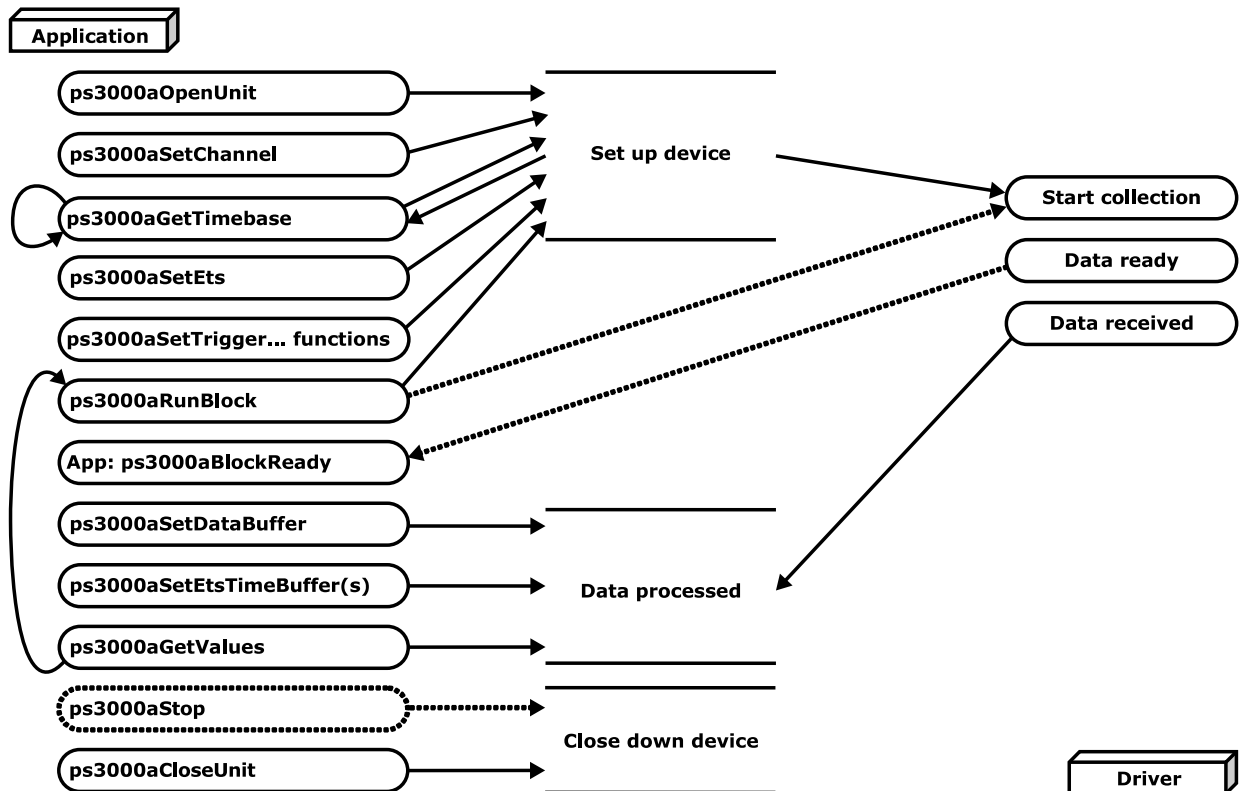 Application
ps3000aOpenUnit
ps3000aSetChannel
Set up device
ps3000aGetTimebase
Start collection
ps3000aSetEts
Data ready
ps3000aSetTrigger... functions
Data received
ps3000aRunBlock
App: ps3000aBlockReady
ps3000aSetDataBuffer
ps3000aSetEtsTimeBuffer(s)
Data processed
ps3000aGetValues
ps3000aStop
Close down device
ps3000aCloseUnit
Driver